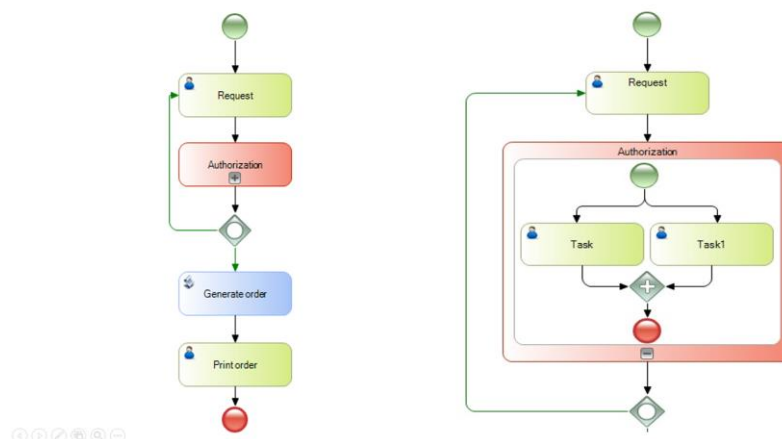 Request
Authorization
Generate order
Print order
Request
Authorization
Task
Task1